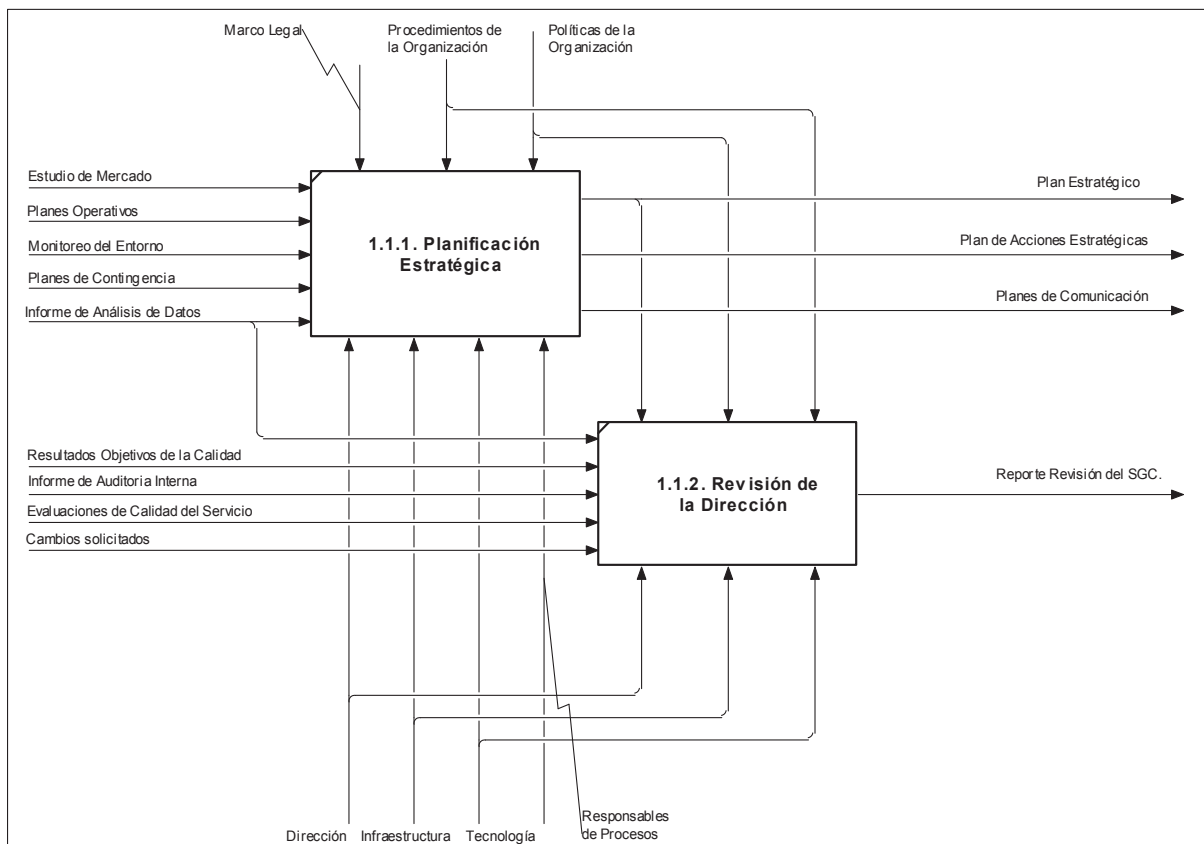 Marco Legal
Procedimientos de
la Organización
Políticas de la
Organización
Estudio de Mercado
Planes Operativos
Monitoreo del Entorno
Planes de Contingencia
Informe de Análisis de Datos
1.1.1. Planificación
Estratégica
Plan Estratégico
Plan de Acciones Estratégicas
Planes de Comunicación
Resultados Objetivos de la Calidad
Informe de Auditoria Interna
Evaluaciones de Calidad del Servicio
Cambios solicitados
1.1.2. Revisión de
la Dirección
Reporte Revisión del SGC.
Dirección
Infraestructura
Tecnología
Responsables
de Procesos